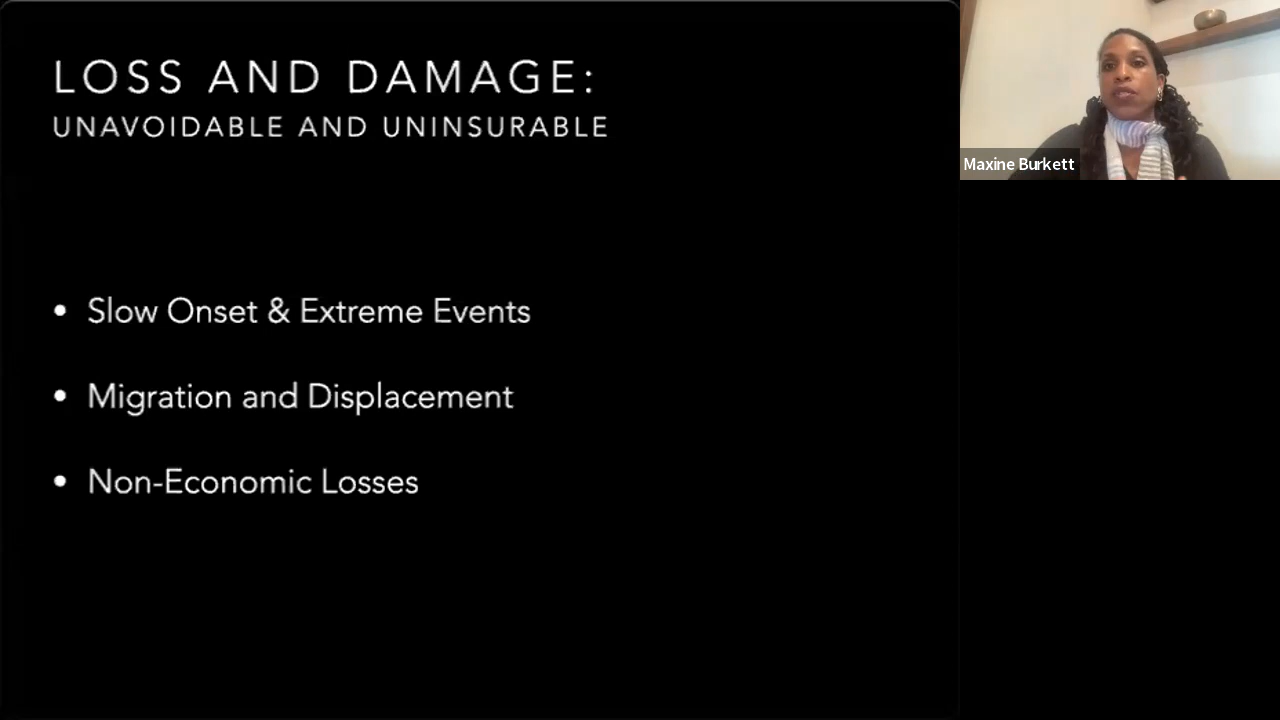 LOSS AND DAMAGE:
UNAVOIDABLE AND UNINSURABLE
• Slow Onset & Extreme Events
• Migration and Displacement
• Non-Economic Losses
Maxine Burkett